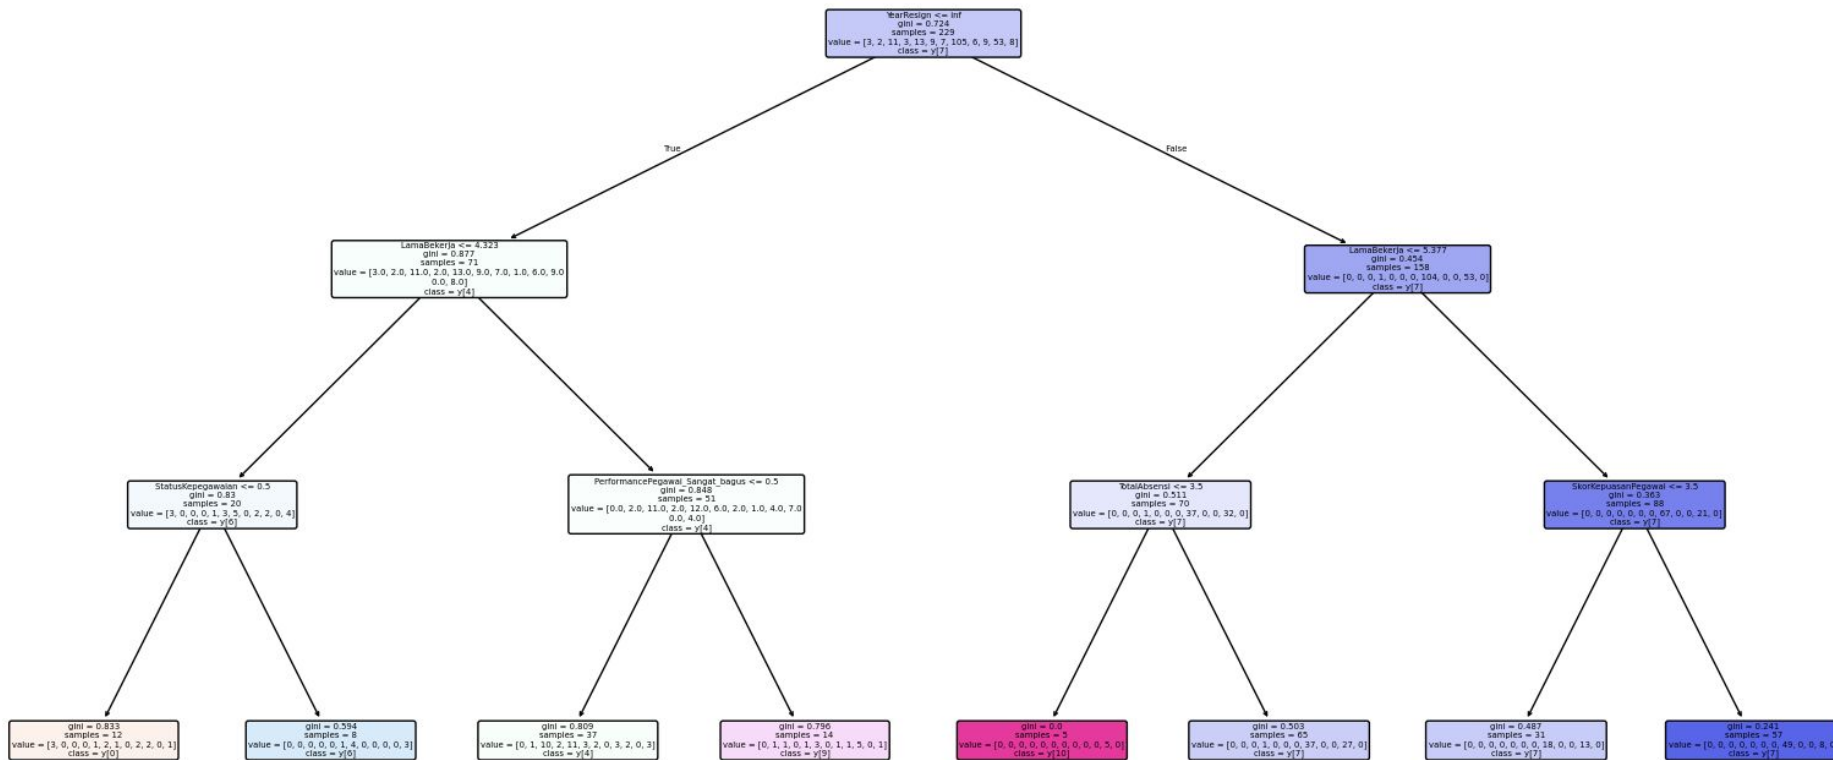 YearResign <= inf
gini = 0.724
samples = 229
value = [3, 2, 11, 3, 13, 9, 7, 105, 6, 9, 53, 8]
class = y[7]
True
False
LamaBekerja <= 4.323
gini = 0.877
samples = 71
value = [3.0, 2.0, 11.0, 2.0, 13.0, 9.0, 7.0, 1.0, 6.0, 9.0
0.0, 8.0]
class = y[4]
LamaBekerja <= 5.377
gini = 0.454
samples = 158
value = [0, 0, 0, 1, 0, 0, 0, 104, 0, 0, 53, 0]
class = y[7]
StatusKepegawaian <= 0.5
gini = 0.83
samples = 20
value = [3, 0, 0, 0, 1, 3, 5, 0, 2, 2, 0, 4]
class = y[6]
PerformancePegawai_Sangat_bagus <= 0.5
gini = 0.848
samples = 51
value = [0.0, 2.0, 11.0, 2.0, 12.0, 6.0, 2.0, 1.0, 4.0, 7.0
0.0, 4.0]
class = y[4]
TotalAbsensi <= 3.5
gini = 0.511
samples = 70
value = [0, 0, 0, 1, 0, 0, 0, 37, 0, 0, 32, 0]
class = y[7]
SkorKepuasanPegawai <= 3.5
gini = 0.363
samples = 88
value = [0, 0, 0, 0, 0, 0, 0, 67, 0, 0, 21, 0]
class = y[7]
gini = 0.833
samples = 12
value = [3, 0, 0, 0, 1, 2, 1, 0, 2, 2, 0, 1]
class = y[0]
gini = 0.594
samples = 8
value = [0, 0, 0, 0, 0, 1, 4, 0, 0, 0, 0, 3]
class = y[6]
gini = 0.809
samples = 37
value = [0, 1, 10, 2, 11, 3, 2, 0, 3, 2, 0, 3]
class = y[4]
gini = 0.796
samples = 14
value = [0, 1, 1, 0, 1, 3, 0, 1, 1, 5, 0, 1]
class = y[9]
gini = 0.0
samples = 5
value = [0, 0, 0, 0, 0, 0, 0, 0, 0, 0, 5, 0]
class = y[10]
gini = 0.503
samples = 65
value = [0, 0, 0, 1, 0, 0, 0, 37, 0, 0, 27, 0]
class = y[7]
gini = 0.487
samples = 31
value = [0, 0, 0, 0, 0, 0, 0, 18, 0, 0, 13, 0]
class = y[7]
gini = 0.241
samples = 57
value = [0, 0, 0, 0, 0, 0, 0, 49, 0, 0, 8, 0
class = y[7]